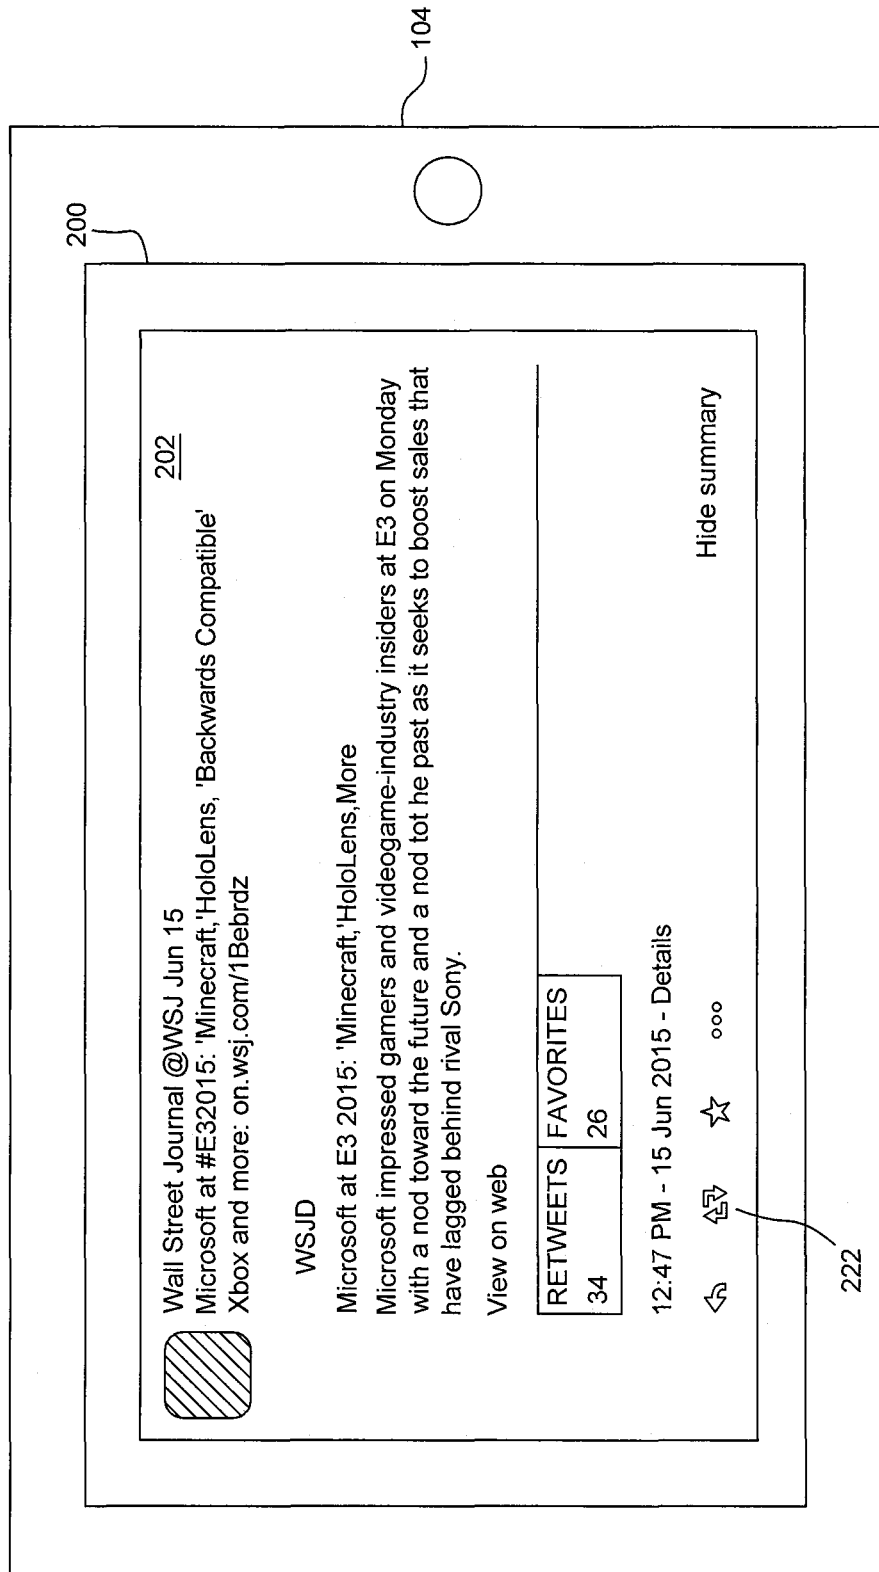 104
200
202
Wall Street Journal @WSJ Jun 15
Microsoft at #E32015: 'Minecraft,'HoloLens, 'Backwards Compatible'
Xbox and more: on.wsj.com/1Bebrdz
WSJD
Microsoft at E3 2015: 'Minecraft,'HoloLens,More
Microsoft impressed gamers and videogame-industry insiders at E3 on Monday
with a nod toward the future and a nod tot he past as it seeks to boost sales that
have lagged behind rival Sony.
View on web
RETWEETS FAVORITES
34 26
12:47 PM - 15 Jun 2015 - Details
Hide summary
222